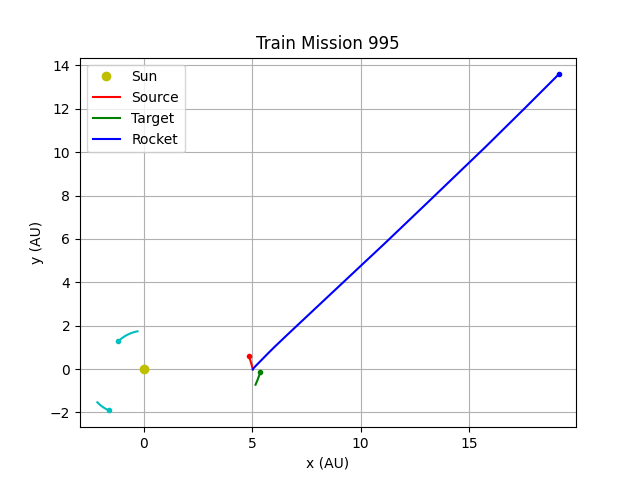 Train Mission 995
14
12
10
8
6
4
2
0
−2
y (AU)
Sun
Source
Target
Rocket
0
5
10
15
x (AU)